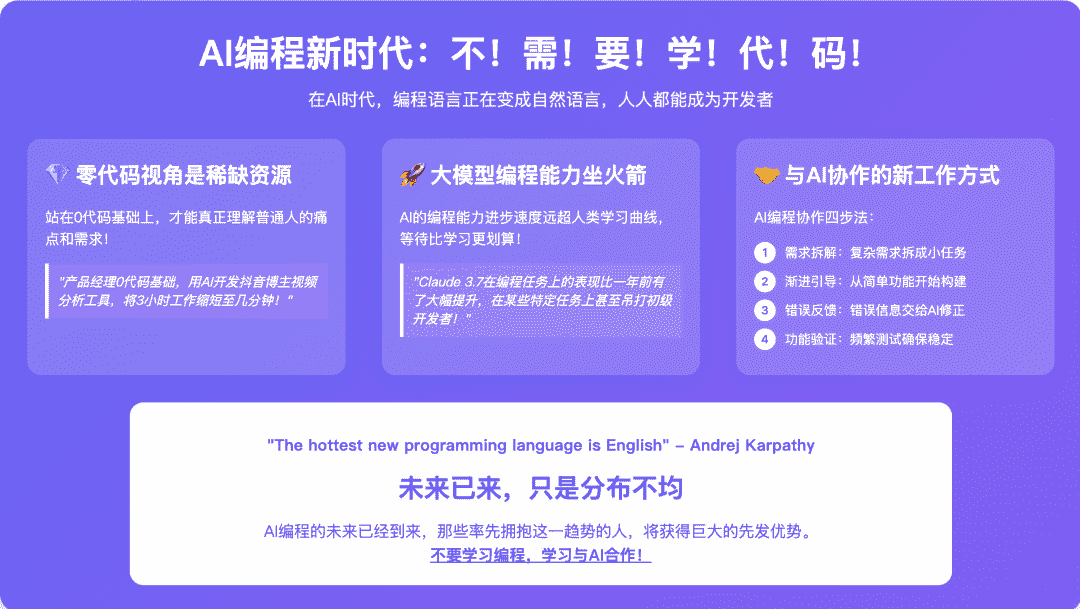 AI编程新时代：不！需！要！学！代！码！
在AI时代，编程语言正在变成自然语言，人人都能成为开发者
零代码视角是稀缺资源
站在0代码基础上，才能真正理解普通人的痛
点和需求！
"产品经理0代码基础，用AI开发抖音博主视频
分析工具，将3小时工作缩短至几分钟！"
大模型编程能力坐火箭
AI的编程能力进步速度远超人类学习曲线，
等待比学习更划算！
"Claude 3.7在编程任务上的表现比一年前有
了大幅提升，在某些特定任务上甚至吊打初级
开发者！"
与AI协作的新工作方式
AI编程协作四步法：
1 需求拆解：复杂需求拆成小任务
2 渐进引导：从简单功能开始构建
3 错误反馈：错误信息交给AI修正
4 功能验证：频繁测试确保稳定
"The hottest new programming language is English" – Andrej Karpathy
未来已来，只是分布不均
AI编程的未来已经到来，那些率先拥抱这一趋势的人，将获得巨大的先发优势。
不要学习编程，学习与AI合作！